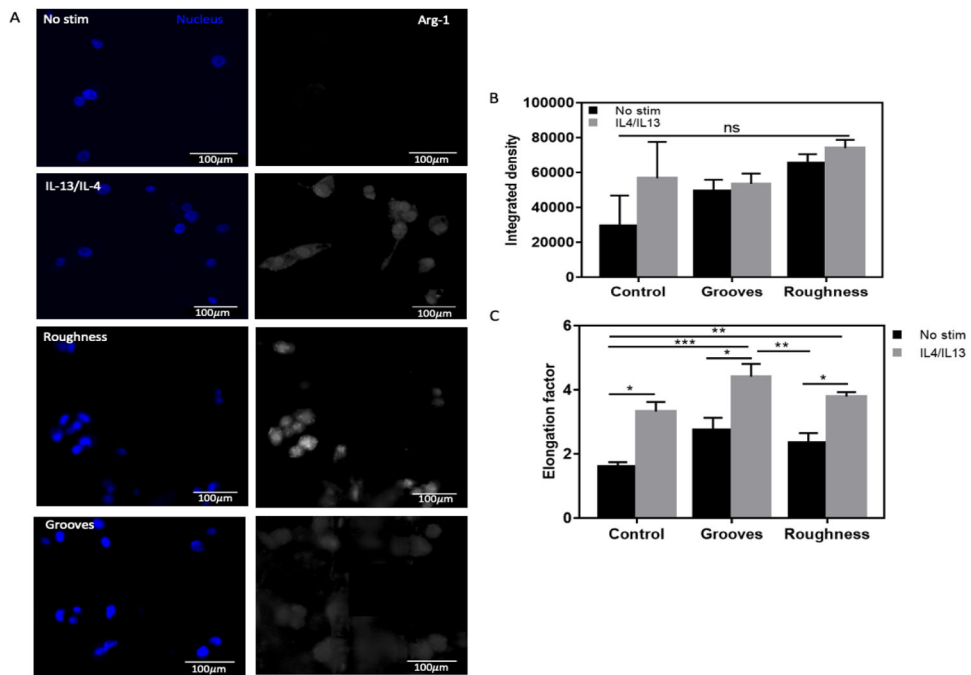 A
No stim Nucleus Arg-1
100µm 100µm
IL-13/IL-4
100µm 100µm
Roughness
100µm 100µm
Grooves
100µm 100µm
B
100000
80000
60000
40000
20000
0
Integrated density
No stim
IL4/IL13
ns
Control Grooves Roughness
C
6
4
2
0
Elongation factor
**
***
* **
* *
No stim
IL4/IL13
Control Grooves Roughness